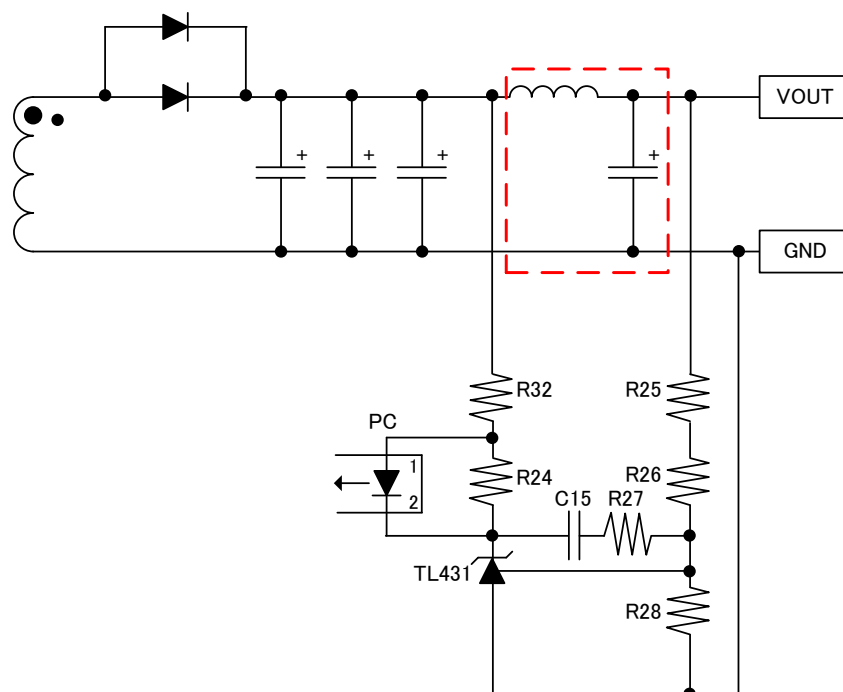 VOUT
+
+
+
+
GND
R32
R25
PC
1
R24
R26
2
C15
R27
TL431
R28